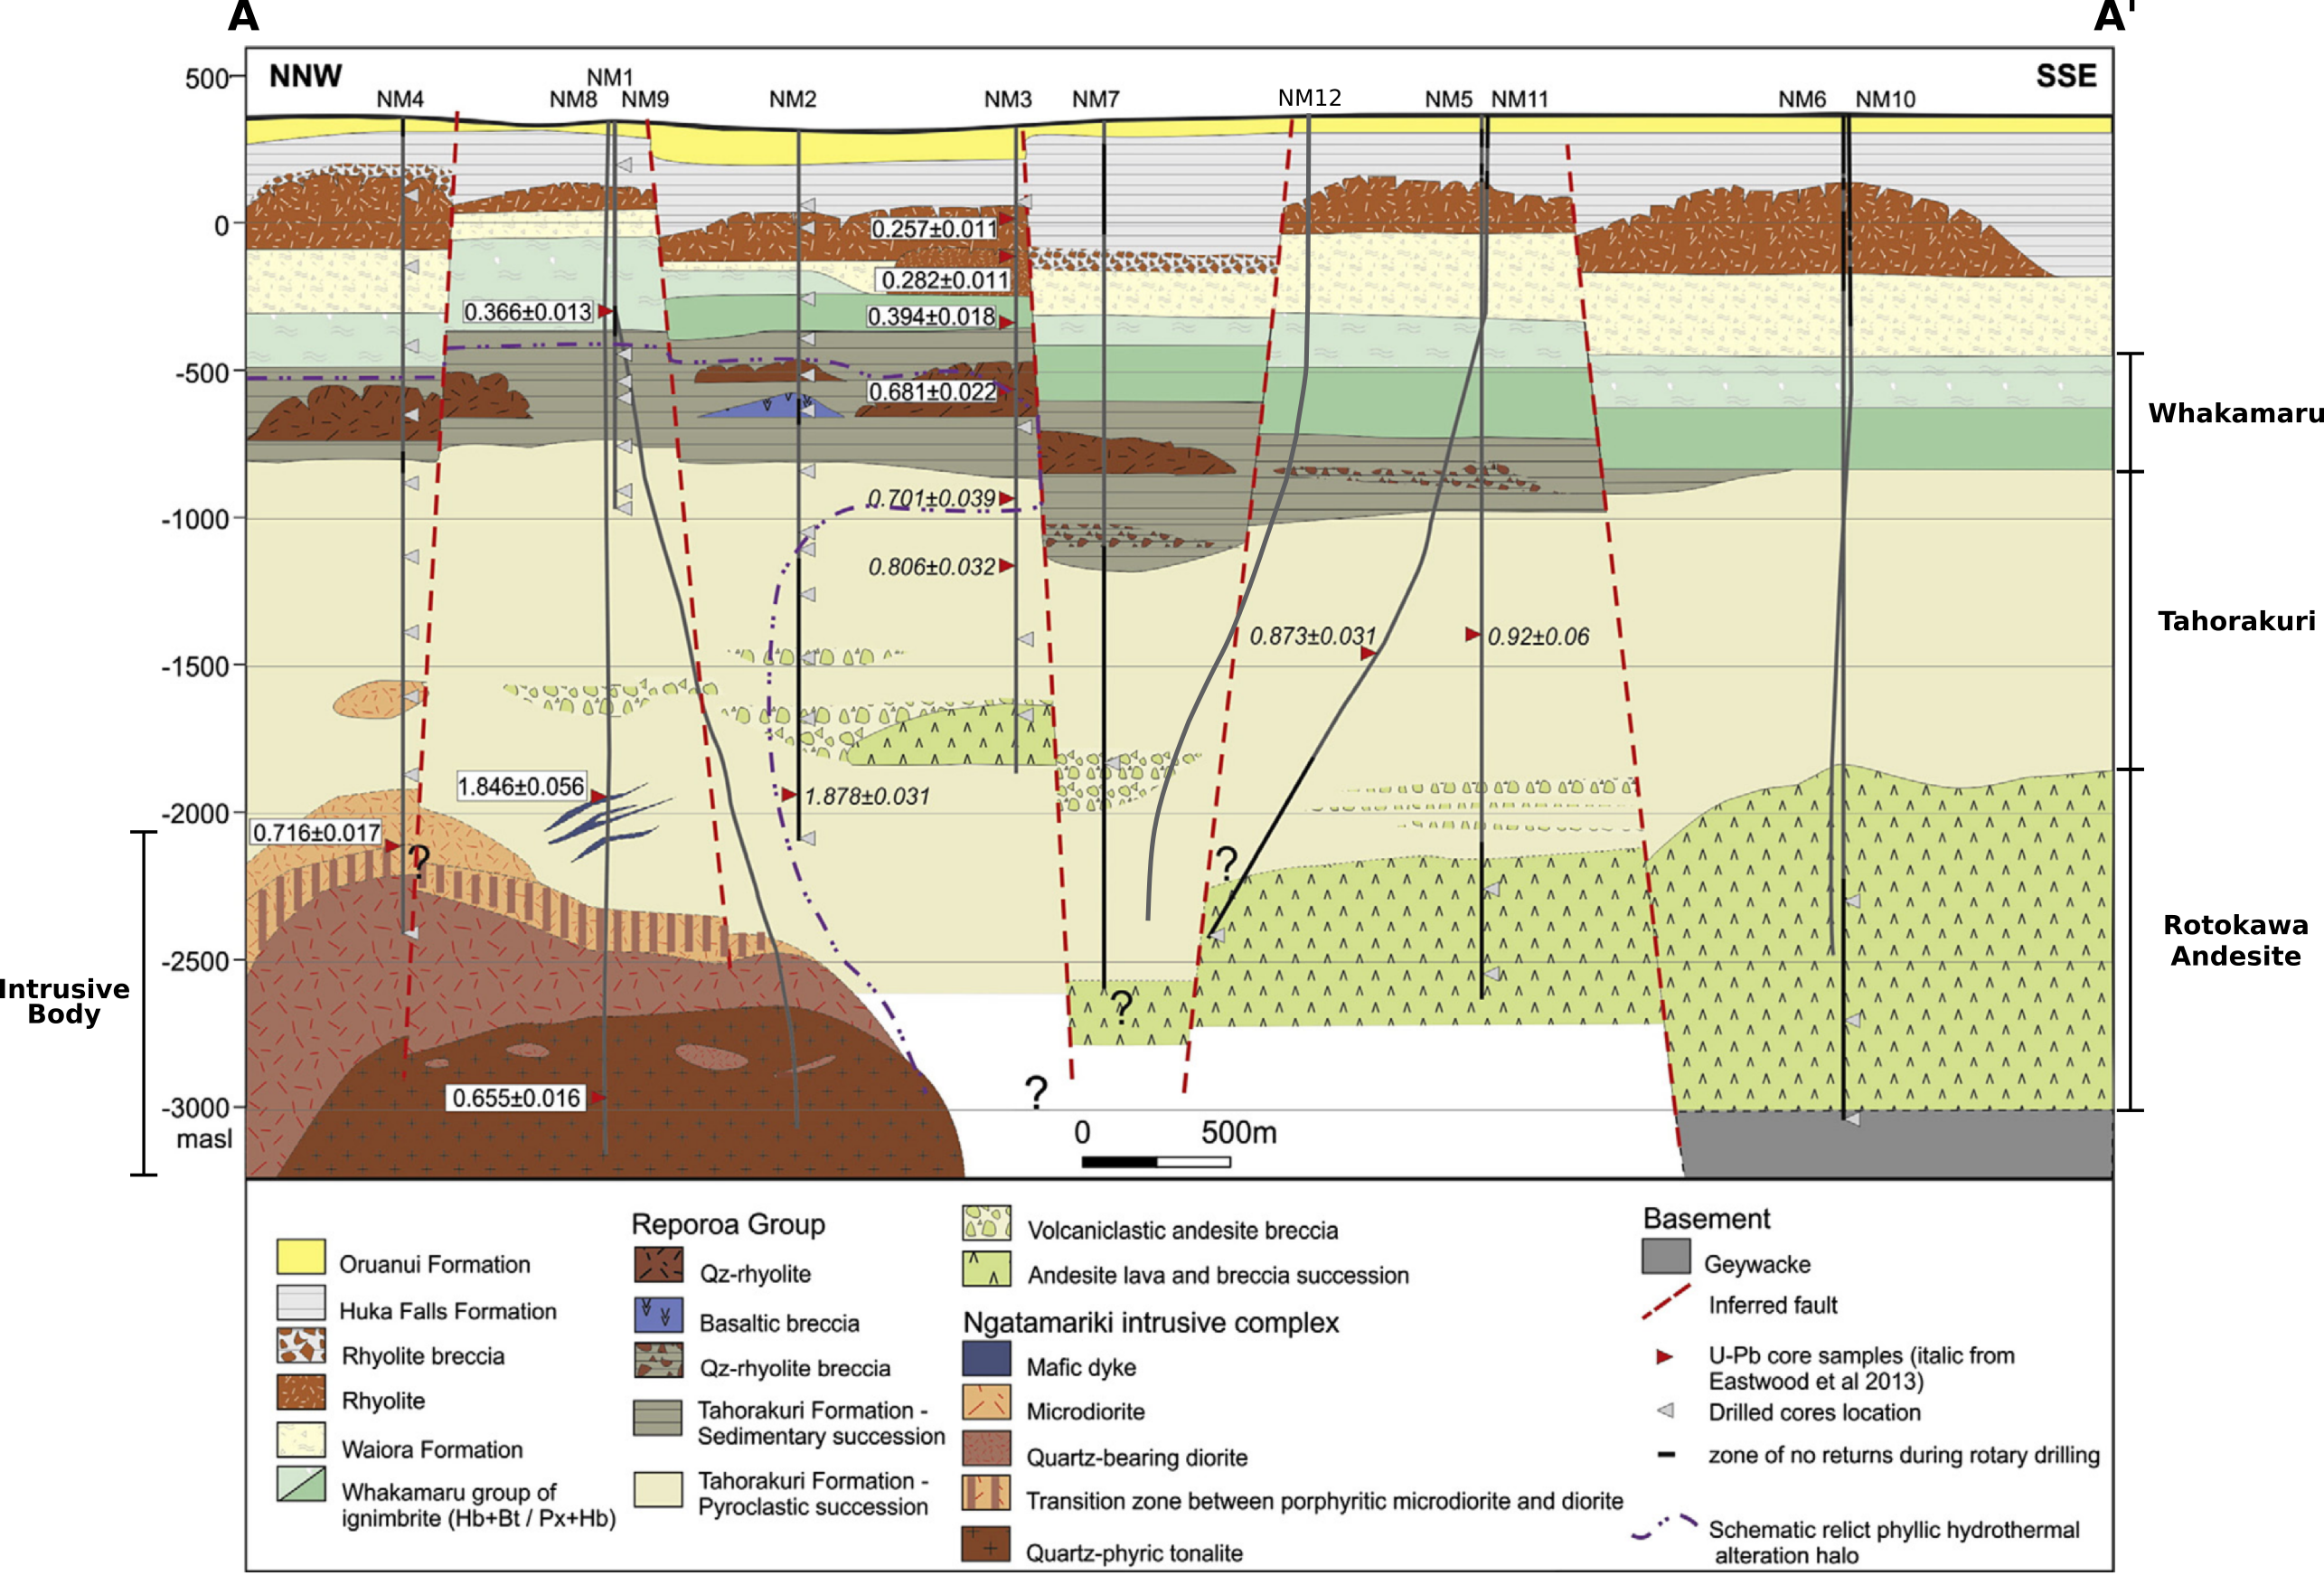 A
A'
500
NNW
NM1
SSE
NM4
NM8
NM9
NM2
NM3
NM7
NM12
NM5
NM11
NM6
NM10
0
0.257±0.011
0.282±0.011
0.366±0.013
0.394±0.018
-500
0.681±0.022
Whakamaru
0.701±0.039
-1000
0.806±0.032
Tahorakuri
0.873±0.031
0.92±0.06
-1500
1.846±0.056
1.878±0.031
-2000
0.716±0.017
?
?
Rotokawa
Andesite
-2500
Intrusive
Body
?
?
0.655±0.016
-3000
masl
0
500m
Oruanui Formation
Huka Falls Formation
Rhyolite breccia
Rhyolite
Waiora Formation
Whakamaru group of
ignimbrite (Hb+Bt / Px+Hb)
Reporoa Group
Qz-rhyolite
Basaltic breccia
Qz-rhyolite breccia
Tahorakuri Formation -
Sedimentary succession
Tahorakuri Formation -
Pyroclastic succession
Volcaniclastic andesite breccia
Andesite lava and breccia succession
Ngatamariki intrusive complex
Mafic dyke
Microdiorite
Quartz-bearing diorite
Transition zone between porphyritic microdiorite and diorite
Quartz-phyric tonalite
Basement
Geywacke
Inferred fault
U-Pb core samples (italic from
Eastwood et al 2013)
Drilled cores location
zone of no returns during rotary drilling
Schematic relict phyllic hydrothermal
alteration halo